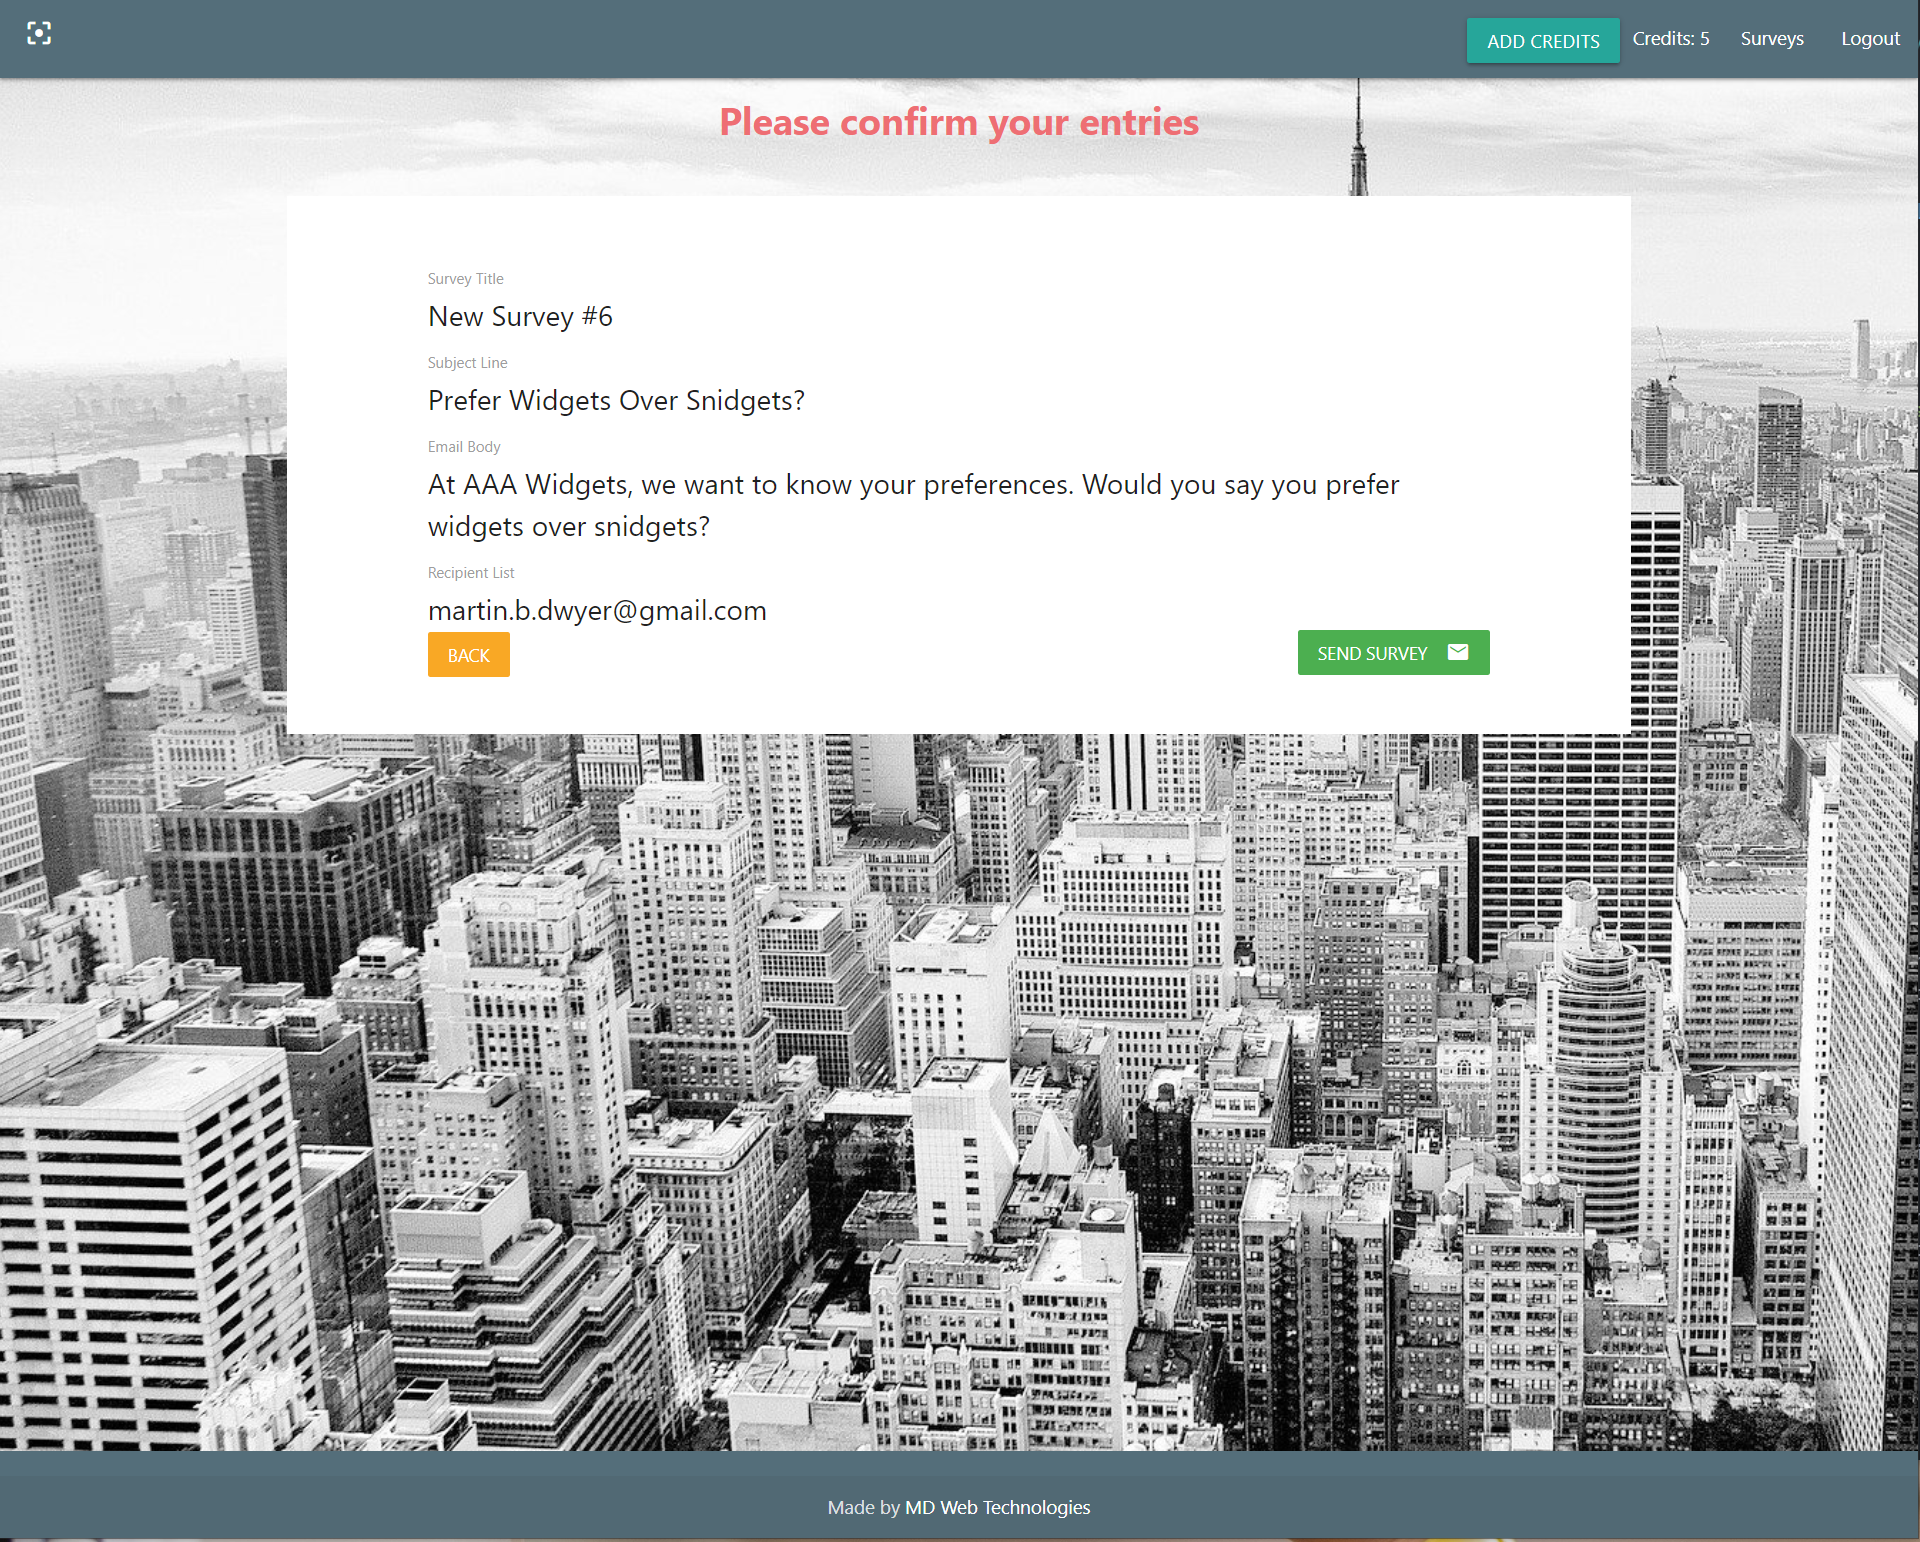 ADD CREDITS Credits: 5 Surveys Logout
Please confirm your entries
Survey Title
New Survey #6
Subject Line
Prefer Widgets Over Snidgets?
Email Body
At AAA Widgets, we want to know your preferences. Would you say you prefer
widgets over snidgets?
Recipient List
martin.b.dwyer@gmail.com
BACK SEND SURVEY
Made by MD Web Technologies